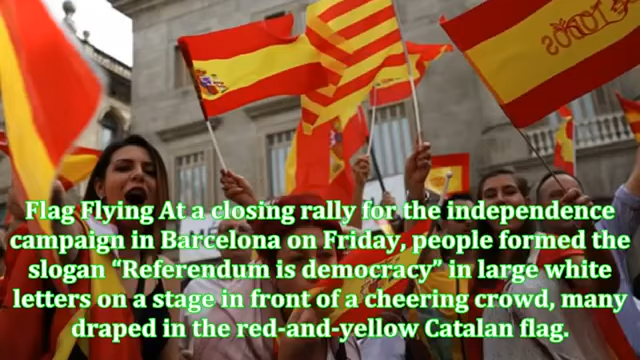 Flag Flying At a closing rally for the independence
campaign in Barcelona on Friday, people formed the
slogan “Referendum is democracy” in large white
letters on a stage in front of a cheering crowd, many
draped in the red-and-yellow Catalan flag.